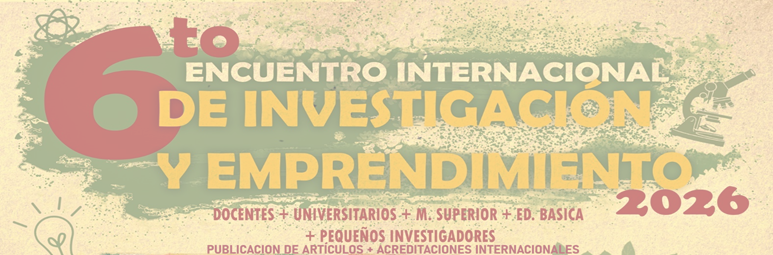 6to
ENCUENTRO INTERNACIONAL
DE INVESTIGACIÓN
Y EMPRENDIMIENTO
2026
DOCENTES + UNIVERSITARIOS + M. SUPERIOR + ED. BASICA
+ PEQUEÑOS INVESTIGADORES
PUBLICACION DE ARTÍCULOS + ACREDITACIONES INTERNACIONALES